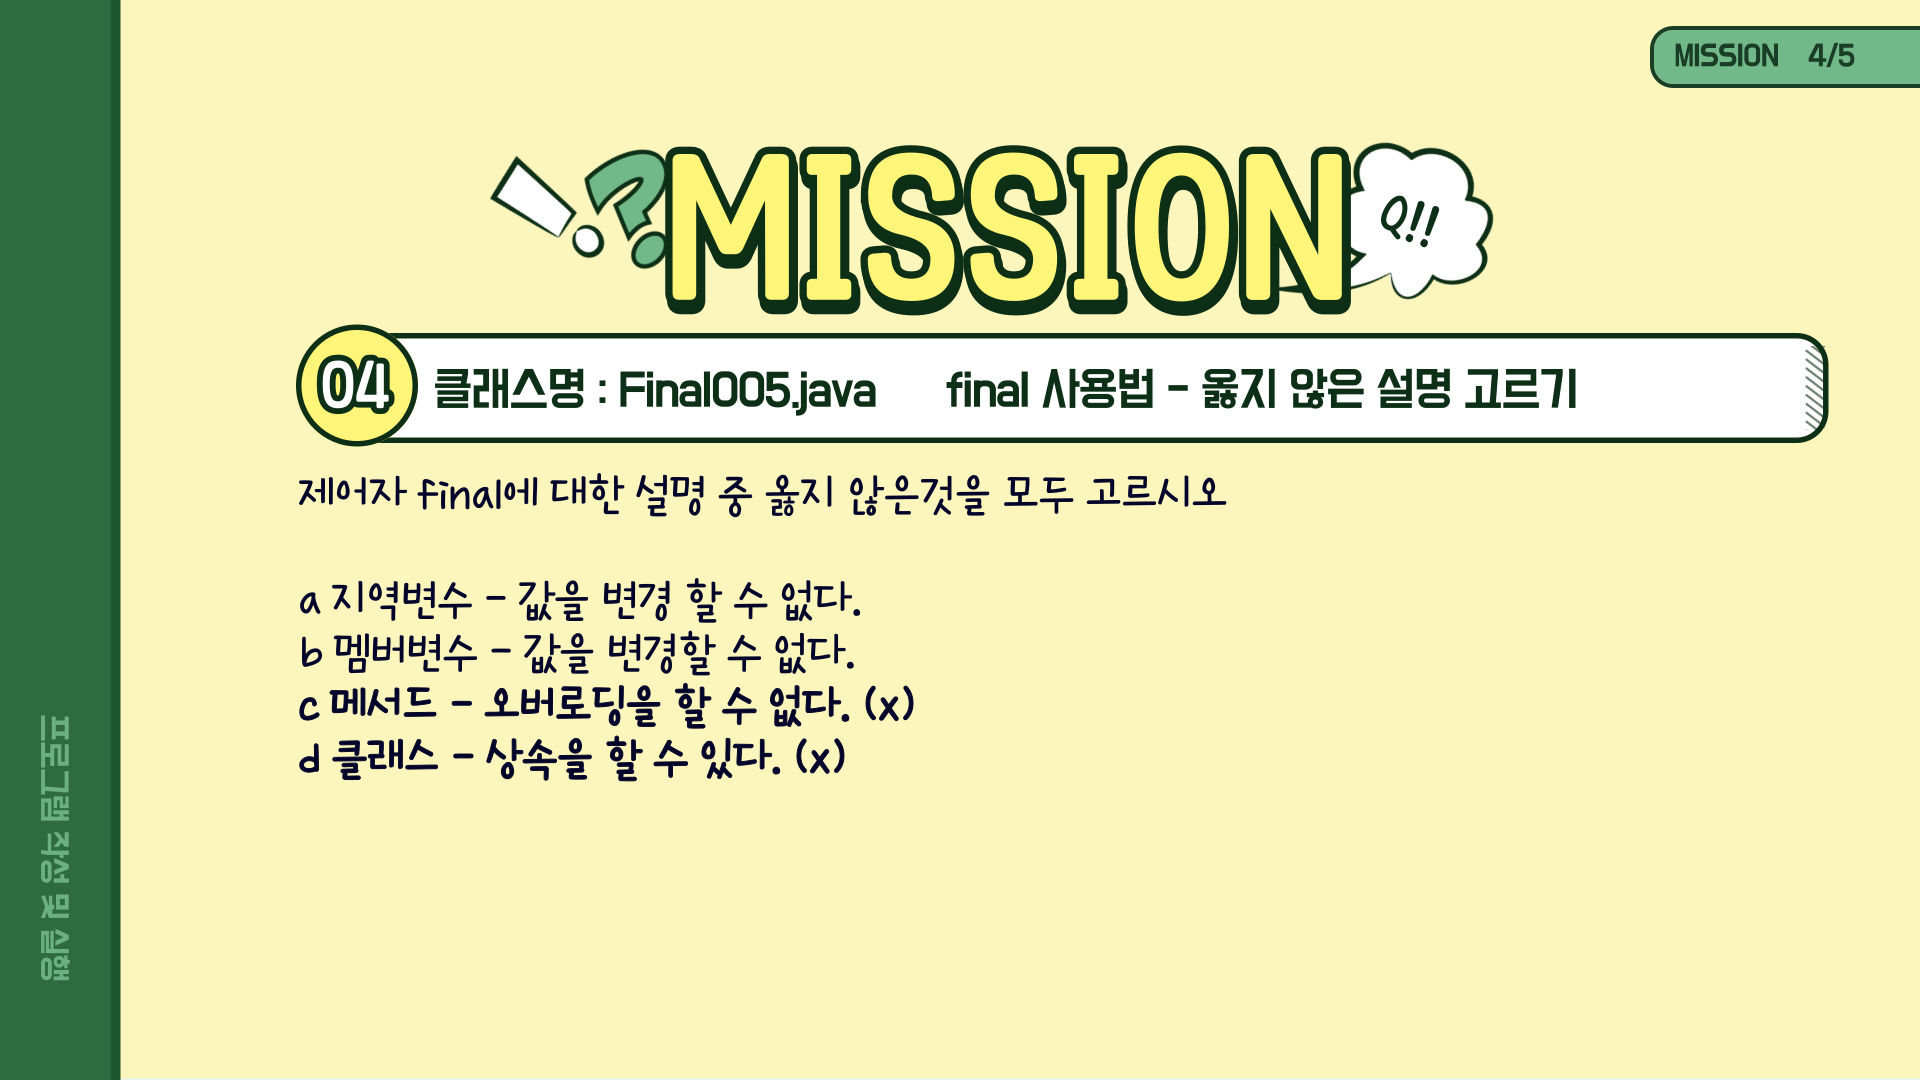 MISSION 4/5
MISSION
Q!!
04 클래스명 : Final005.java final 사용법 - 옳지 않은 설명 고르기
제어자 final에 대한 설명 중 옳지 않은것을 모두 고르시오
a 지역변수 - 값을 변경 할 수 없다.
b 멤버변수 - 값을 변경할 수 없다.
c 메서드 - 오버로딩을 할 수 없다. (x)
d 클래스 - 상속을 할 수 있다. (x)
프로그램 작성 및 실행